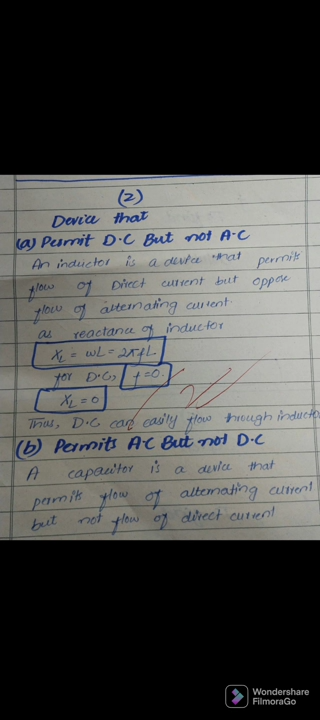 (2)
Device that
(a) Permit D.C But not A.C
An inductor is a device that permits
flow of Direct current but oppose
flow of alternating current.
as reactance of inductor
XL = ωL = 2πfL
for D.C, f=0.
XL = 0
Thus, D.C can easily flow through inductor
(b) Permits A.C But not D.C
A capacitor is a device that
permits flow of alternating current
but not flow of direct current
Wondershare
FilmoraGo